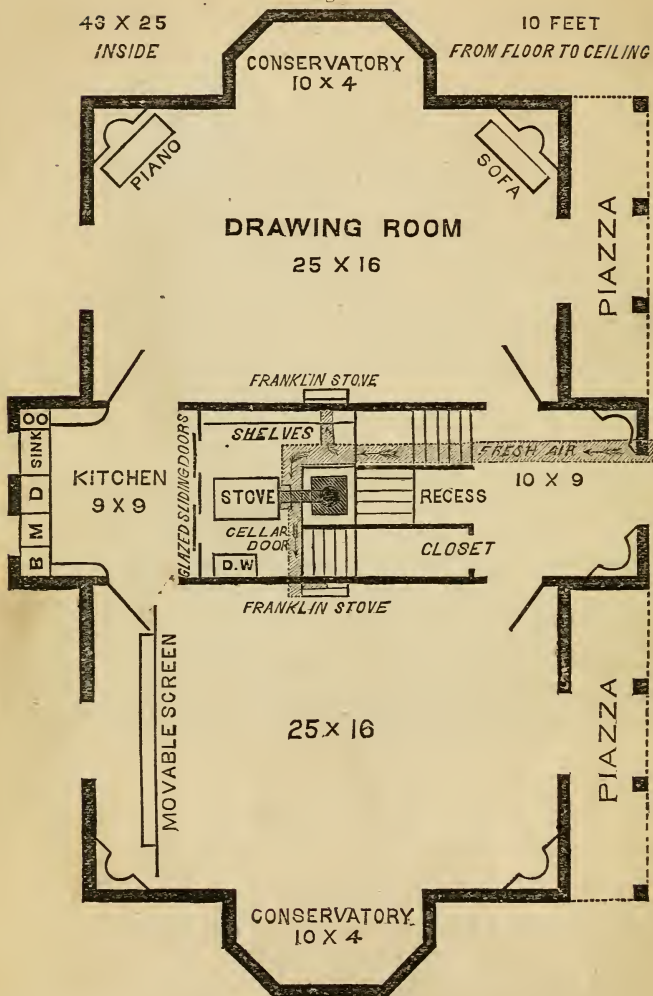 43 X 25
INSIDE
10 FEET
FROM FLOOR TO CEILING
CONSERVATORY
10 X 4
PIANO
SOFA
DRAWING ROOM
25 X 16
PIAZZA
FRANKLIN STOVE
SHELVES
FRESH AIR
GLAZED SLIDING DOORS
OO
OO
SINK
D
M
B
KITCHEN
9 X 9
STOVE
RECESS
10 X 9
CELLAR
DOOR
CLOSET
D.W
FRANKLIN STOVE
MOVABLE SCREEN
25 X 16
PIAZZA
CONSERVATORY
10 X 4